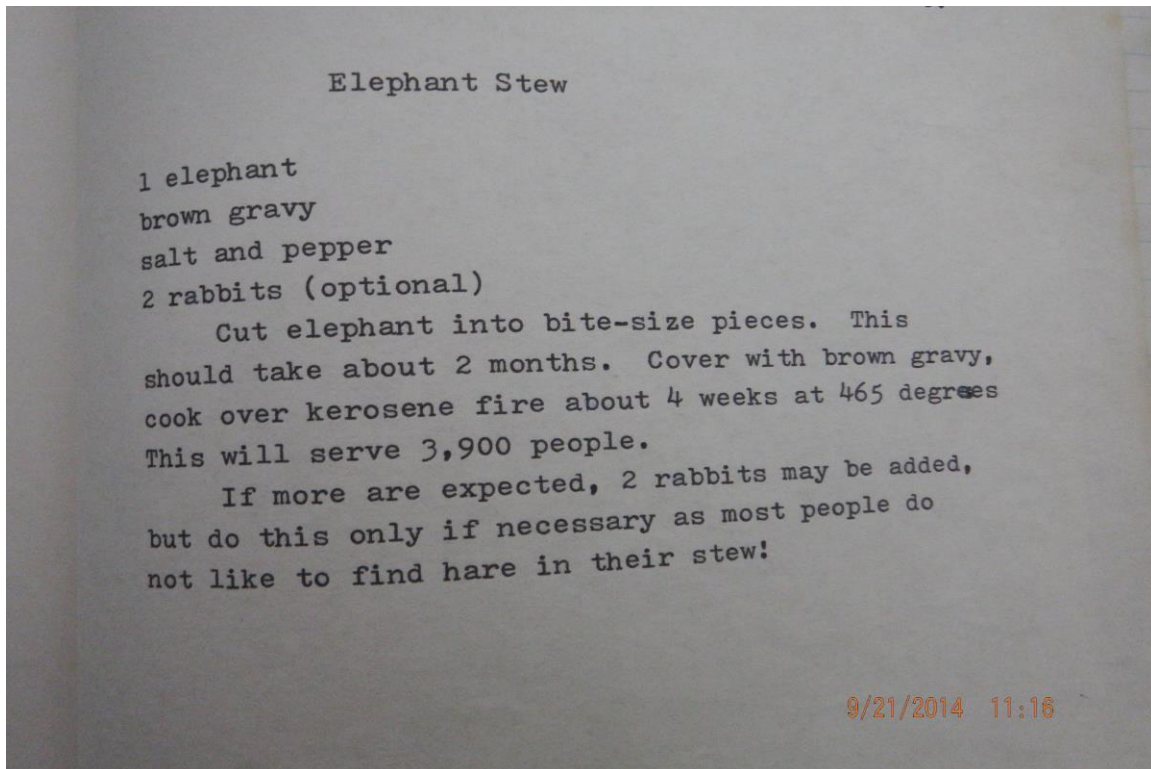 Elephant Stew
1 elephant
brown gravy
salt and pepper
2 rabbits (optional)
Cut elephant into bite-size pieces. This
should take about 2 months. Cover with brown gravy,
cook over kerosene fire about 4 weeks at 465 degrees
This will serve 3,900 people.
If more are expected, 2 rabbits may be added,
but do this only if necessary as most people do
not like to find hare in their stew!
9/21/2014 11:16